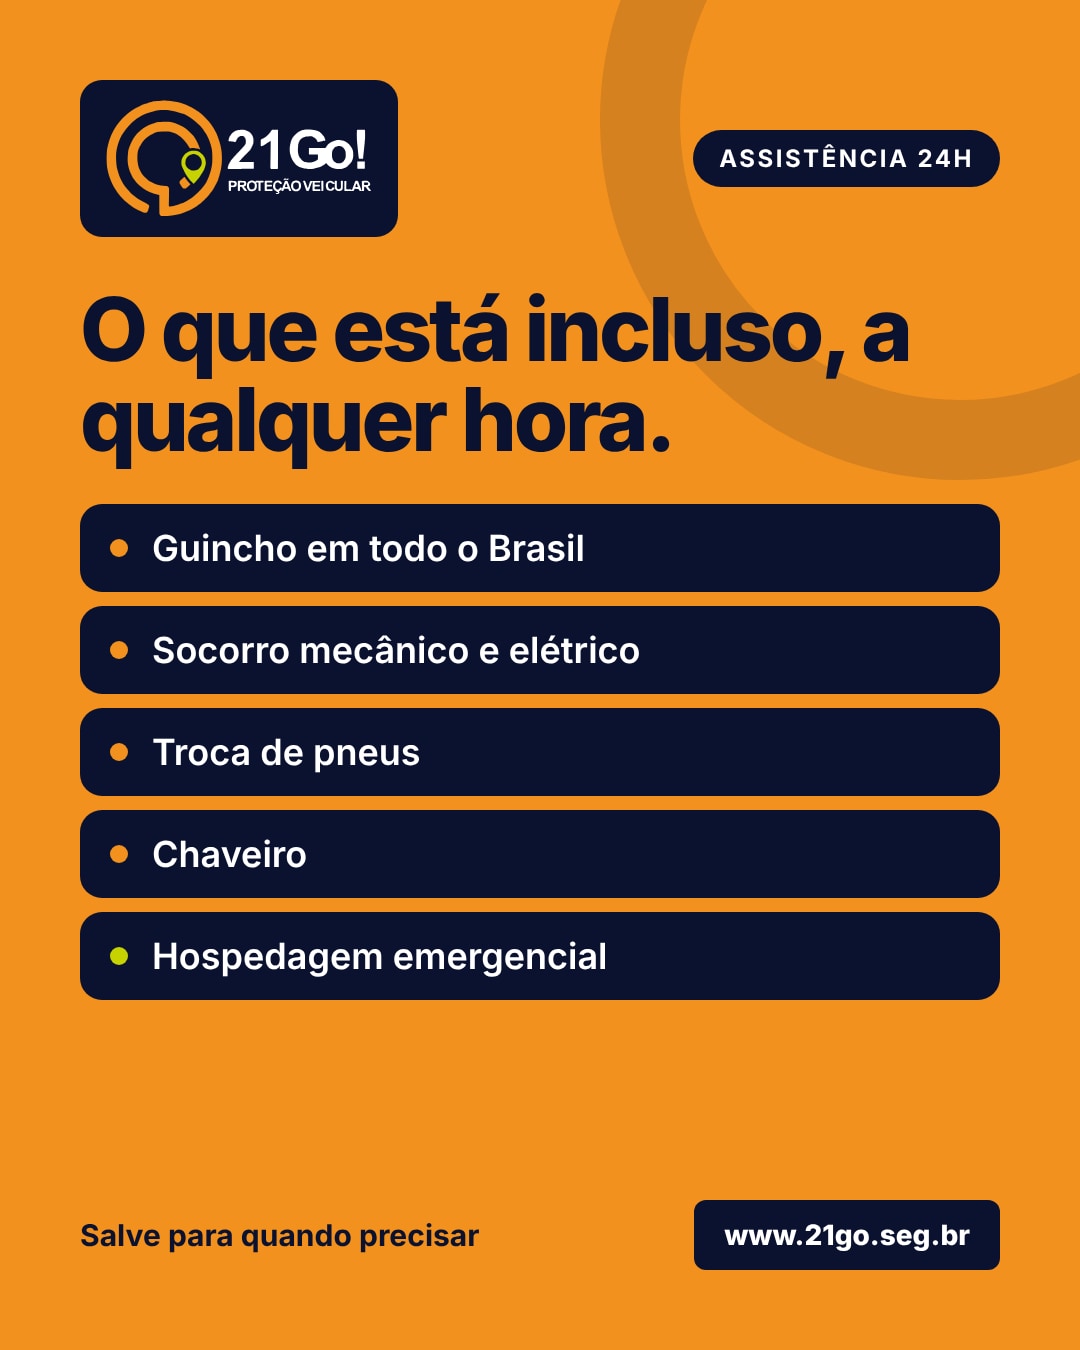 21Go!
PROTEÇÃO VEICULAR
ASSISTÊNCIA 24H
O que está incluso, a
qualquer hora.
Guincho em todo o Brasil
Socorro mecânico e elétrico
Troca de pneus
Chaveiro
Hospedagem emergencial
Salve para quando precisar
www.21go.seg.br